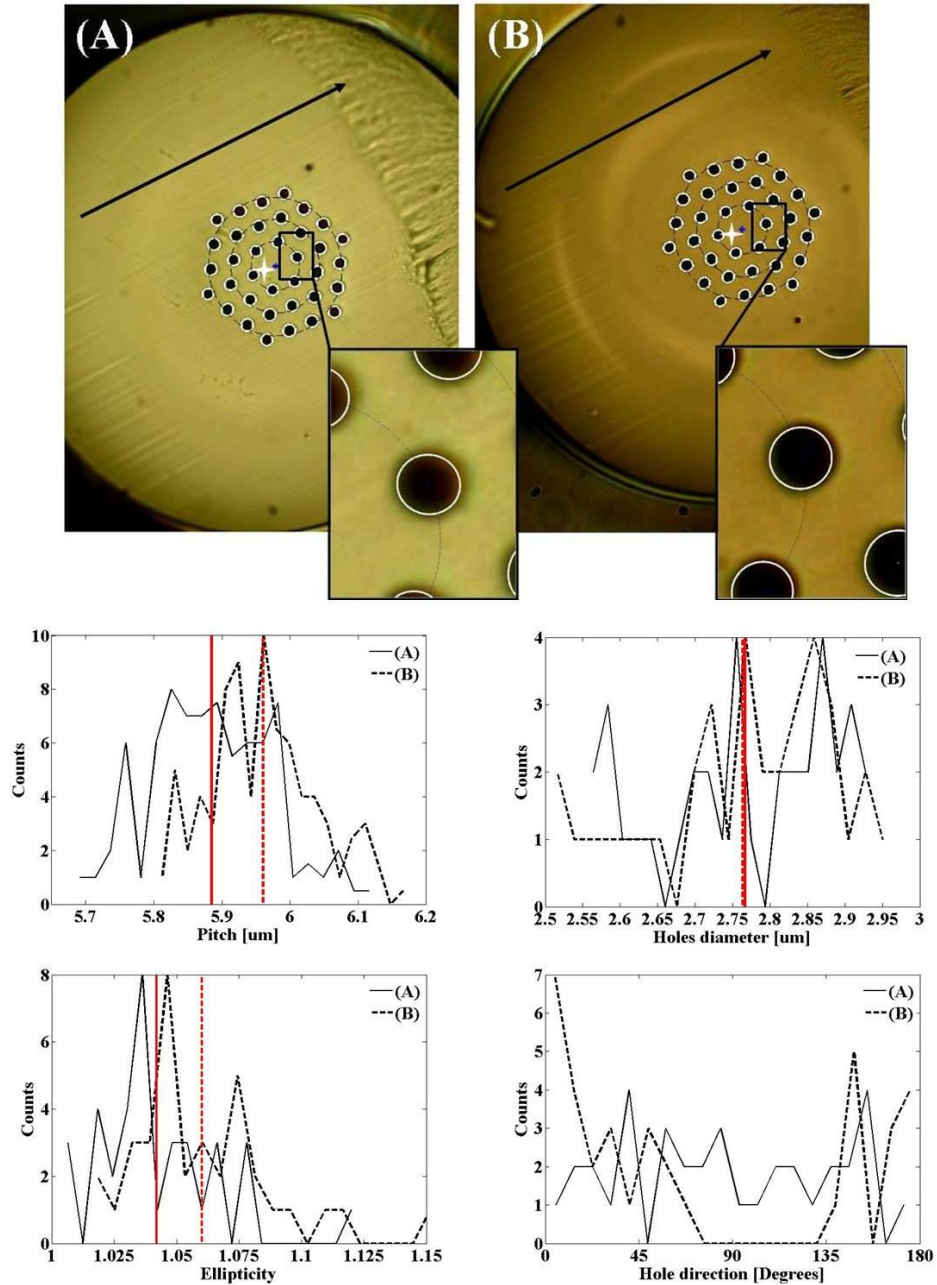 (A)
(B)
(A)
(B)
10
8
6
4
2
0
5.7 5.8 5.9 6 6.1 6.2
Counts
Pitch [um]
(A)
(B)
4
3
2
1
0
2.5 2.55 2.6 2.65 2.7 2.75 2.8 2.85 2.9 2.95 3
Counts
Holes diameter [um]
(A)
(B)
8
6
4
2
0
1 1.025 1.05 1.075 1.1 1.125 1.15
Counts
Ellipticity
(A)
(B)
7
6
5
4
3
2
1
0
0 45 90 135 180
Counts
Hole direction [Degrees]